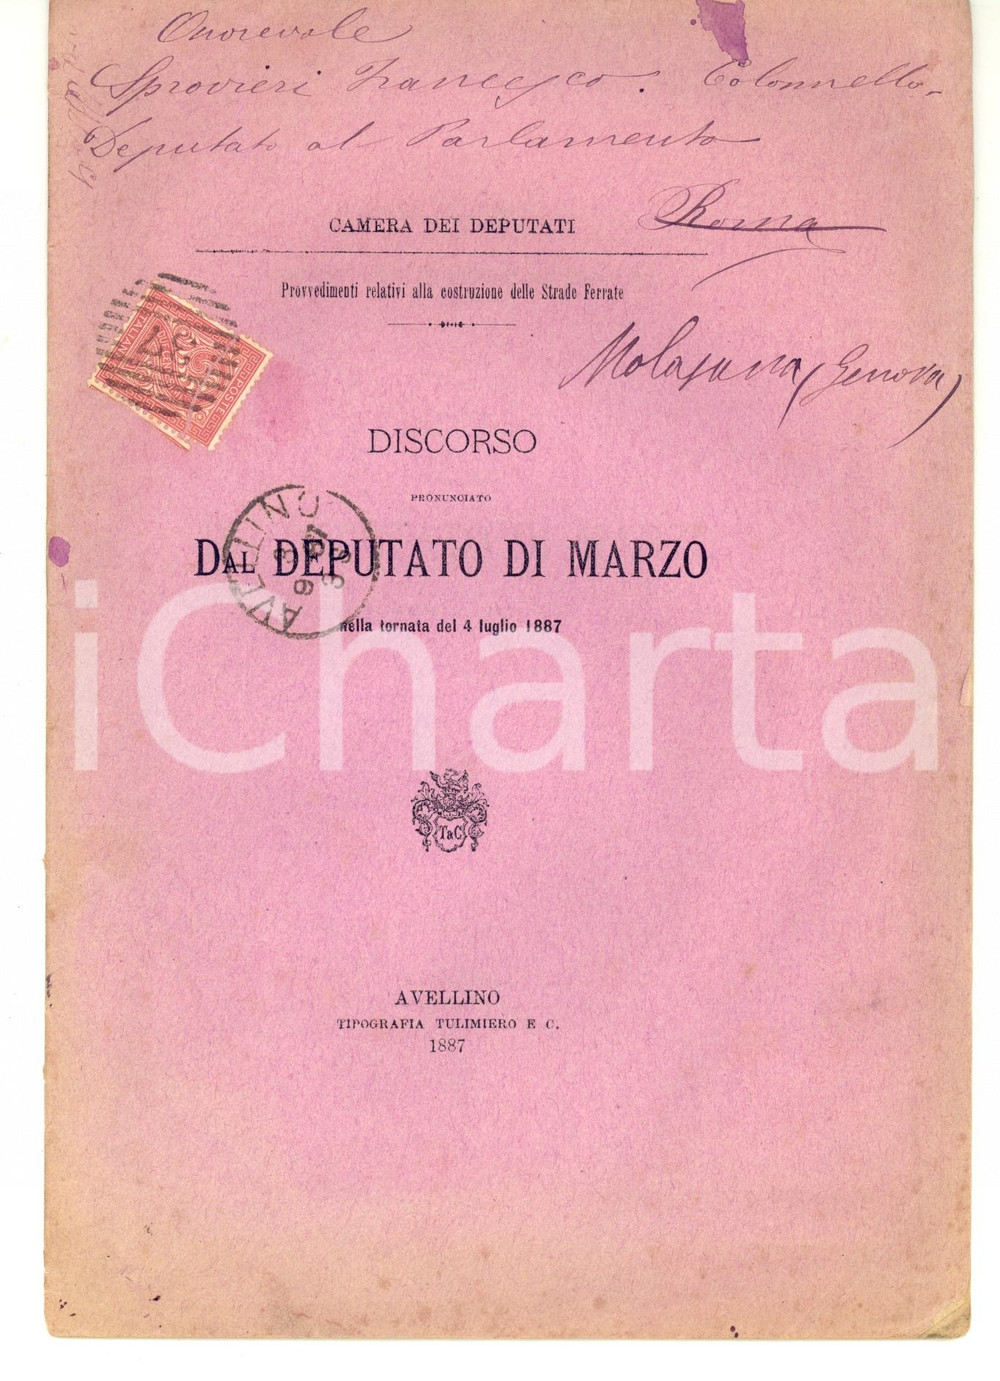 Onorevole
Sprovieri Francesco. Colonnello
Deputato al Parlamento
Roma
CAMERA DEI DEPUTATI
Provvedimenti relativi alla costruzione delle Strade Ferrate
(Genova)
POSTE
DISCORSO
PRONUNCIATO
DAL DEPUTATO DI MARZO
AVELLINO
nella tornata del 4 luglio 1887
iCharta
T&C
AVELLINO
TIPOGRAFIA TULIMIERO E C.
1887